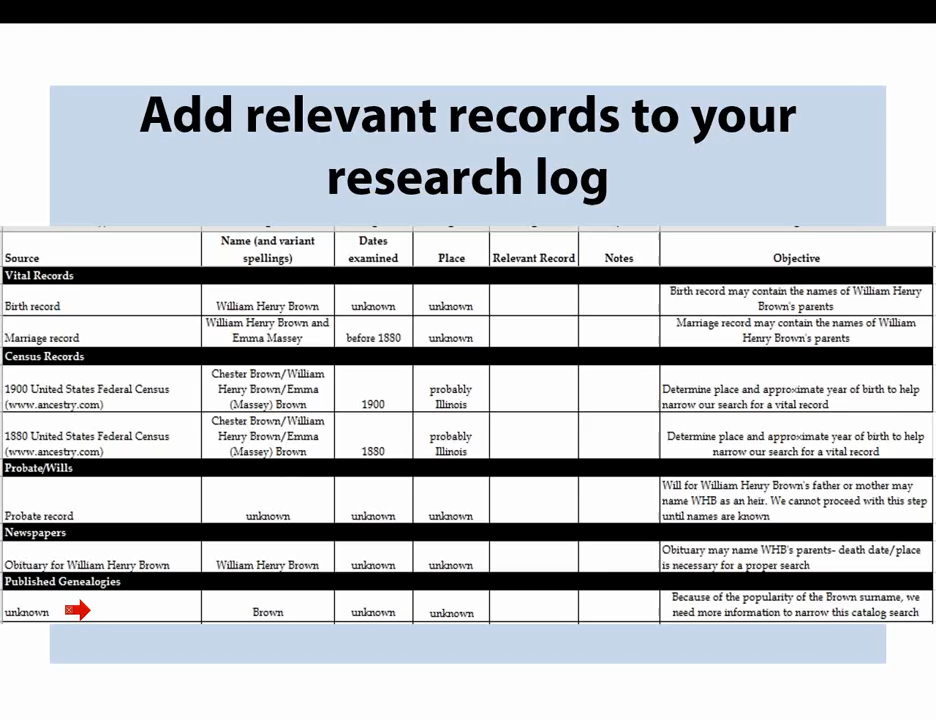 Add relevant records to your
research log
Name (and variant
Dates
Source
spellings)
examined
Place
Relevant Record
Notes
Objective
Vital Records
Birth record
William Henry Brown
unknown
unknown
Birth record may contain the names of William Henry
Brown's parents
Marriage record
William Henry Brown and
Emma Massey
before 1880
unknown
Marriage record may contain the names of William
Henry Brown's parents
Census Records
1900 United States Federal Census
(www.ancestry.com)
Chester Brown/William
Henry Brown/Emma
(Massey) Brown
1900
probably
Illinois
Determine place and approximate year of birth to help
narrow our search for a vital record
1880 United States Federal Census
(www.ancestry.com)
Chester Brown/William
Henry Brown/Emma
(Massey) Brown
1880
probably
Illinois
Determine place and approximate year of birth to help
narrow our search for a vital record
Probate/Wills
Probate record
unknown
unknown
unknown
Will for William Henry Brown's father or mother may
name WHB as an heir. We cannot proceed with this step
until names are known
Newspapers
Obituary for William Henry Brown
William Henry Brown
unknown
unknown
Obituary may name WHB's parents- death date/place
is necessary for a proper search
Published Genealogies
unknown
Brown
unknown
unknown
Because of the popularity of the Brown surname, we
need more information to narrow this catalog search